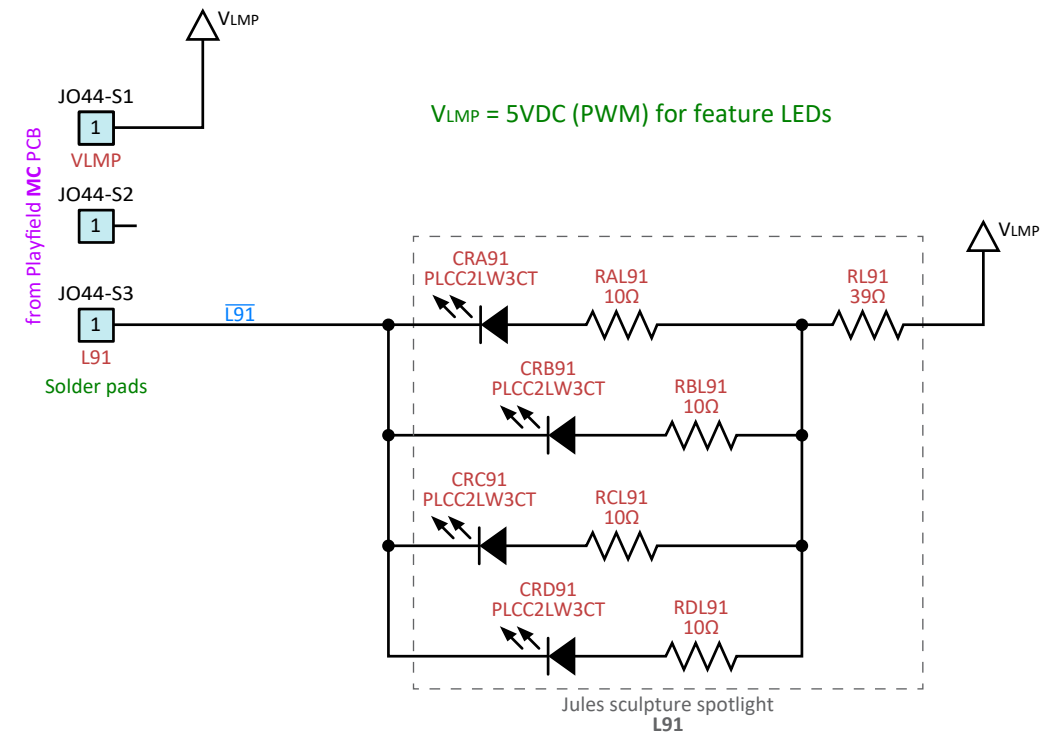 VLMP
JO44-S1
1
VLMP
VLMP = 5VDC (PWM) for feature LEDs
from Playfield MC PCB
JO44-S2
1
VLMP
JO44-S3
1
L91
Solder pads
L91
CRA91
PLCC2LW3CT
RAL91
10Ω
RL91
39Ω
CRB91
PLCC2LW3CT
RBL91
10Ω
CRC91
PLCC2LW3CT
RCL91
10Ω
CRD91
PLCC2LW3CT
RDL91
10Ω
Jules sculpture spotlight
L91